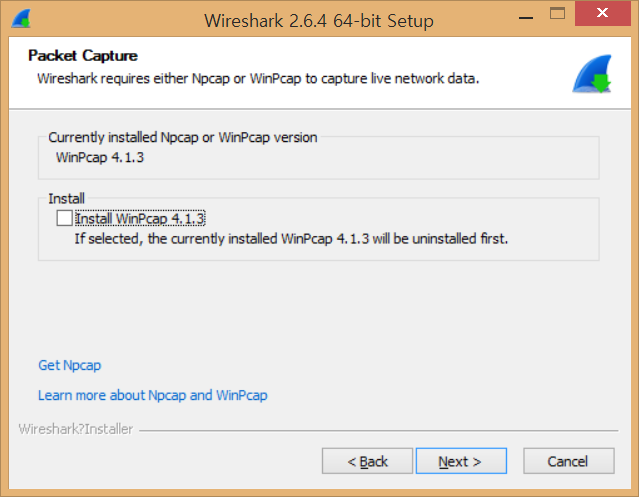 Wireshark 2.6.4 64-bit Setup
Packet Capture
Wireshark requires either Npcap or WinPcap to capture live network data.
Currently installed Npcap or WinPcap version
WinPcap 4.1.3
Install
Install WinPcap 4.1.3
If selected, the currently installed WinPcap 4.1.3 will be uninstalled first.
Get Npcap
Learn more about Npcap and WinPcap
Wireshark?Installer
< Back Next > Cancel